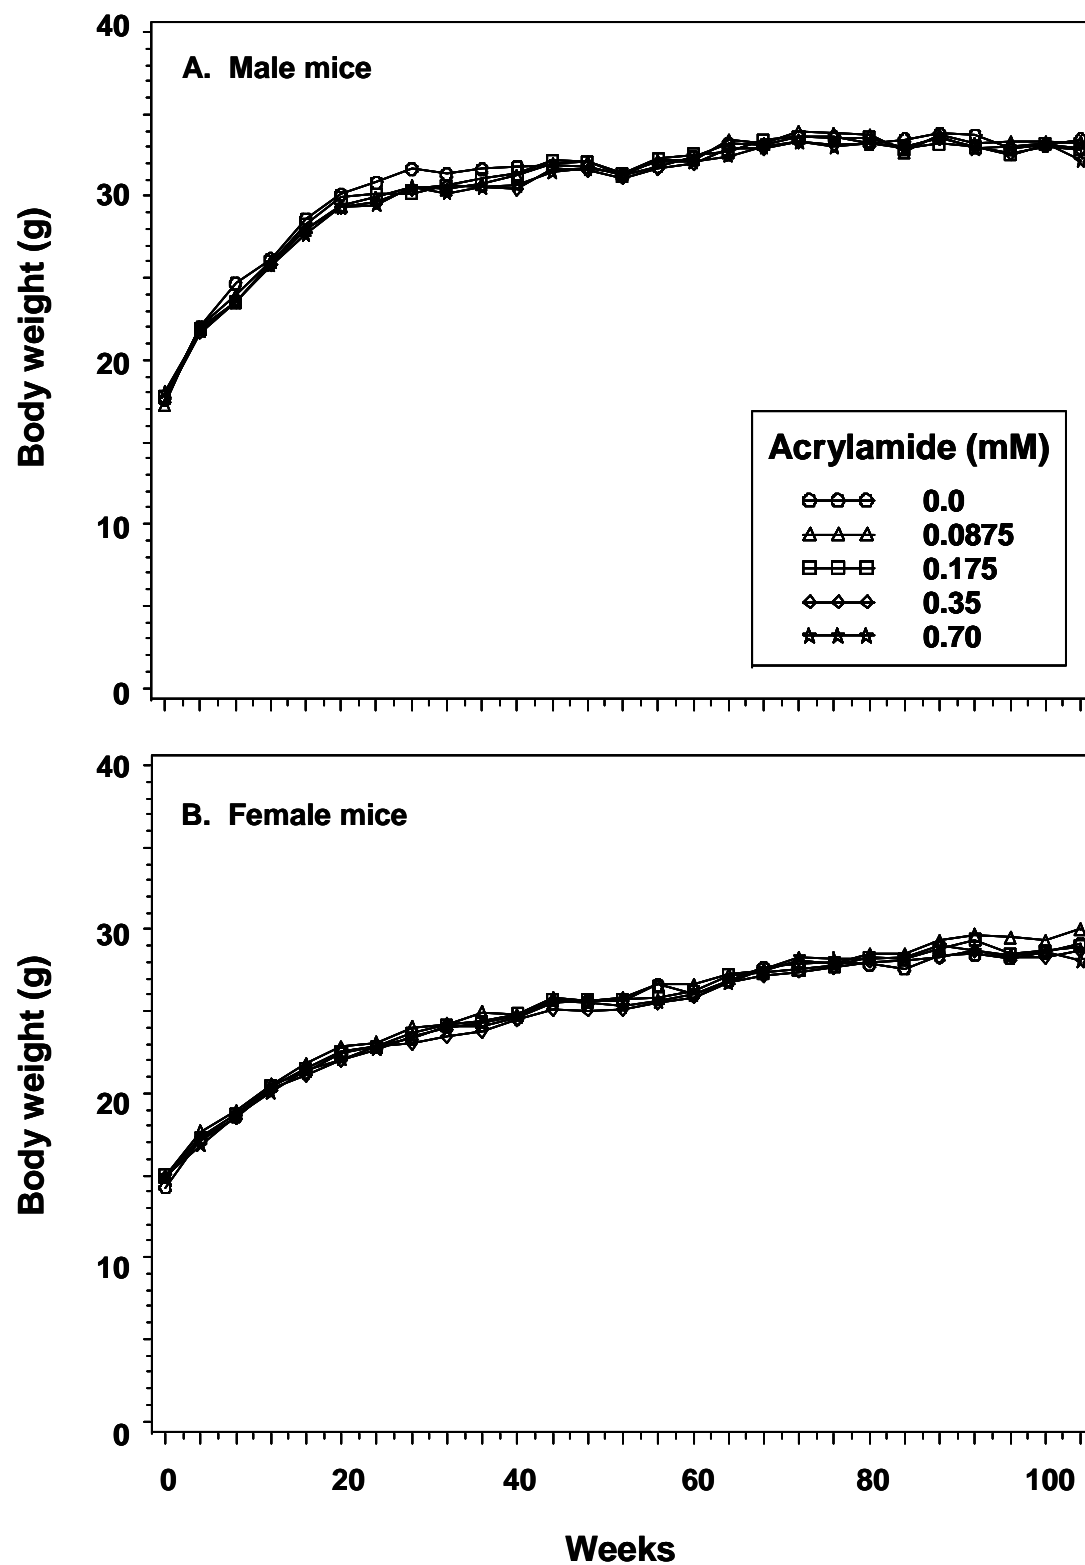 40
A. Male mice
30
20
10
0
Body weight (g)
Acrylamide (mM)
0.0
0.0875
0.175
0.35
0.70
40
B. Female mice
30
20
10
0
Body weight (g)
0 20 40 60 80 100
Weeks